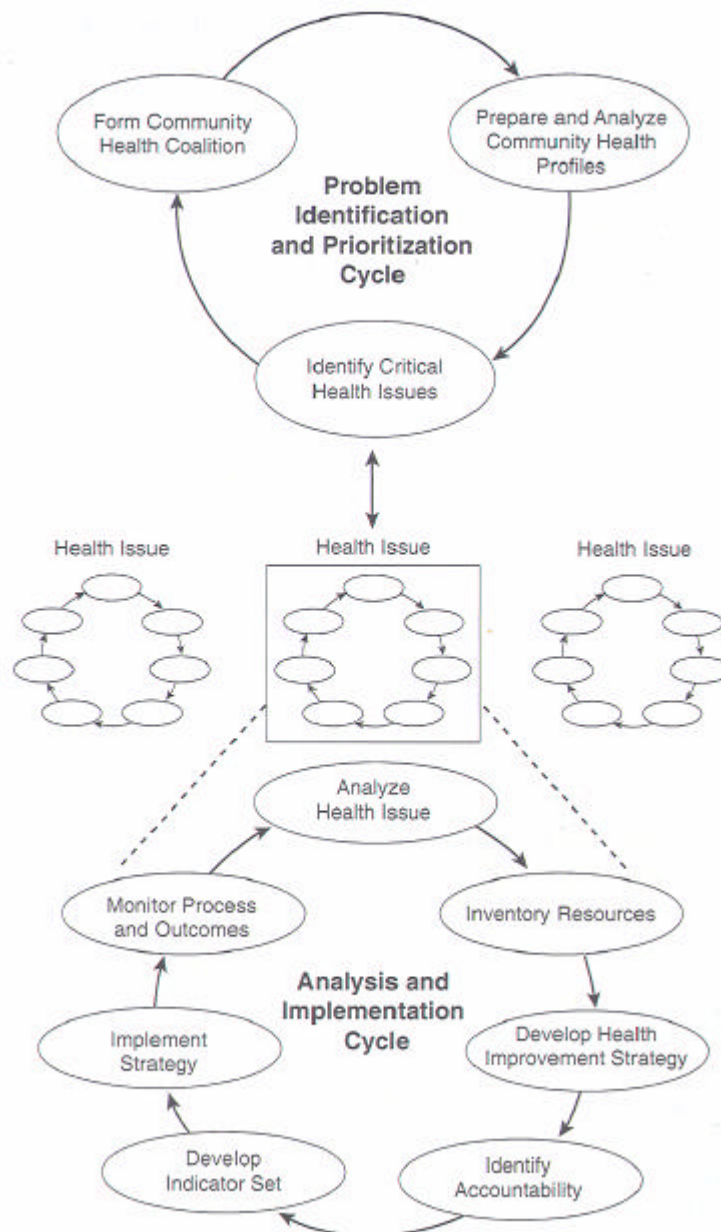 Form Community
Health Coalition
Prepare and Analyze
Community Health
Profiles
Problem
Identification
and Prioritization
Cycle
Identify Critical
Health Issues
Health Issue
Health Issue
Health Issue
Analyze
Health Issue
Monitor Process
and Outcomes
Inventory Resources
Analysis and
Implementation
Cycle
Implement
Strategy
Develop Health
Improvement Strategy
Develop
Indicator Set
Identify
Accountability